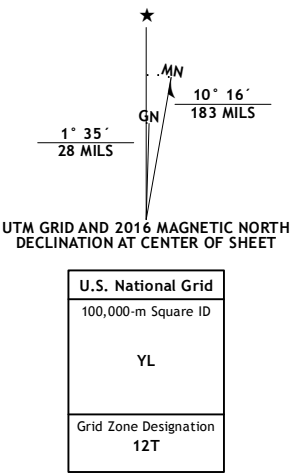 MN
GN
10° 16´
183 MILS
1° 35´
28 MILS
UTM GRID AND 2016 MAGNETIC NORTH
DECLINATION AT CENTER OF SHEET
U.S. National Grid
100,000-m Square ID
YL
Grid Zone Designation
12T